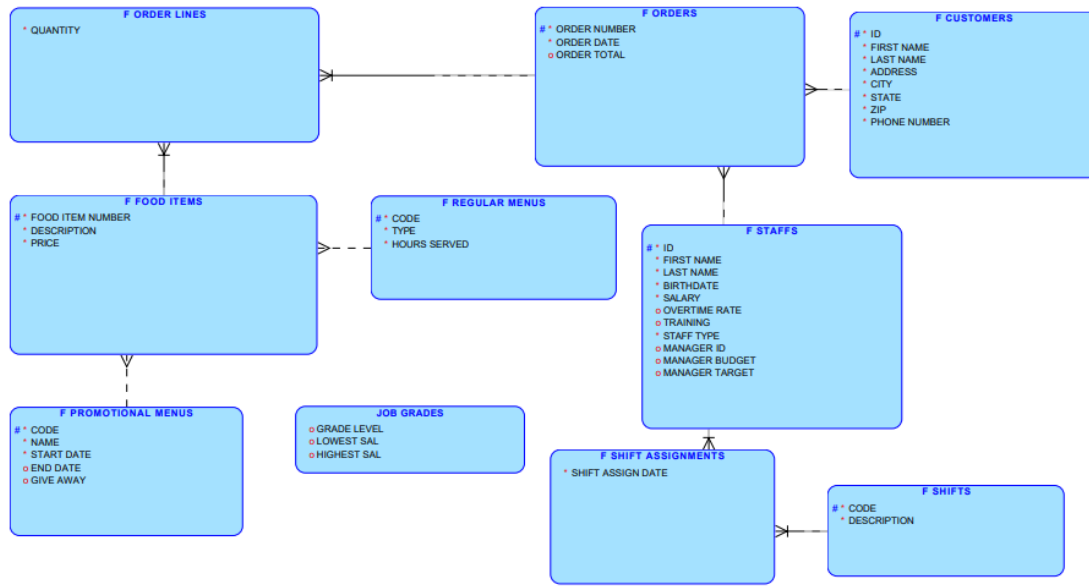 F ORDER LINES
* QUANTITY
F ORDERS
# * ORDER NUMBER
* ORDER DATE
o ORDER TOTAL
F CUSTOMERS
# * ID
* FIRST NAME
* LAST NAME
* ADDRESS
* CITY
* STATE
* ZIP
* PHONE NUMBER
F FOOD ITEMS
# * FOOD ITEM NUMBER
* DESCRIPTION
* PRICE
F REGULAR MENUS
# * CODE
* TYPE
* HOURS SERVED
F STAFFS
# * ID
* FIRST NAME
* LAST NAME
* BIRTHDATE
* SALARY
o OVERTIME RATE
o TRAINING
* STAFF TYPE
o MANAGER ID
o MANAGER BUDGET
o MANAGER TARGET
F PROMOTIONAL MENUS
# * CODE
* NAME
* START DATE
o END DATE
o GIVE AWAY
JOB GRADES
o GRADE LEVEL
o LOWEST SAL
o HIGHEST SAL
F SHIFT ASSIGNMENTS
* SHIFT ASSIGN DATE
F SHIFTS
# * CODE
* DESCRIPTION